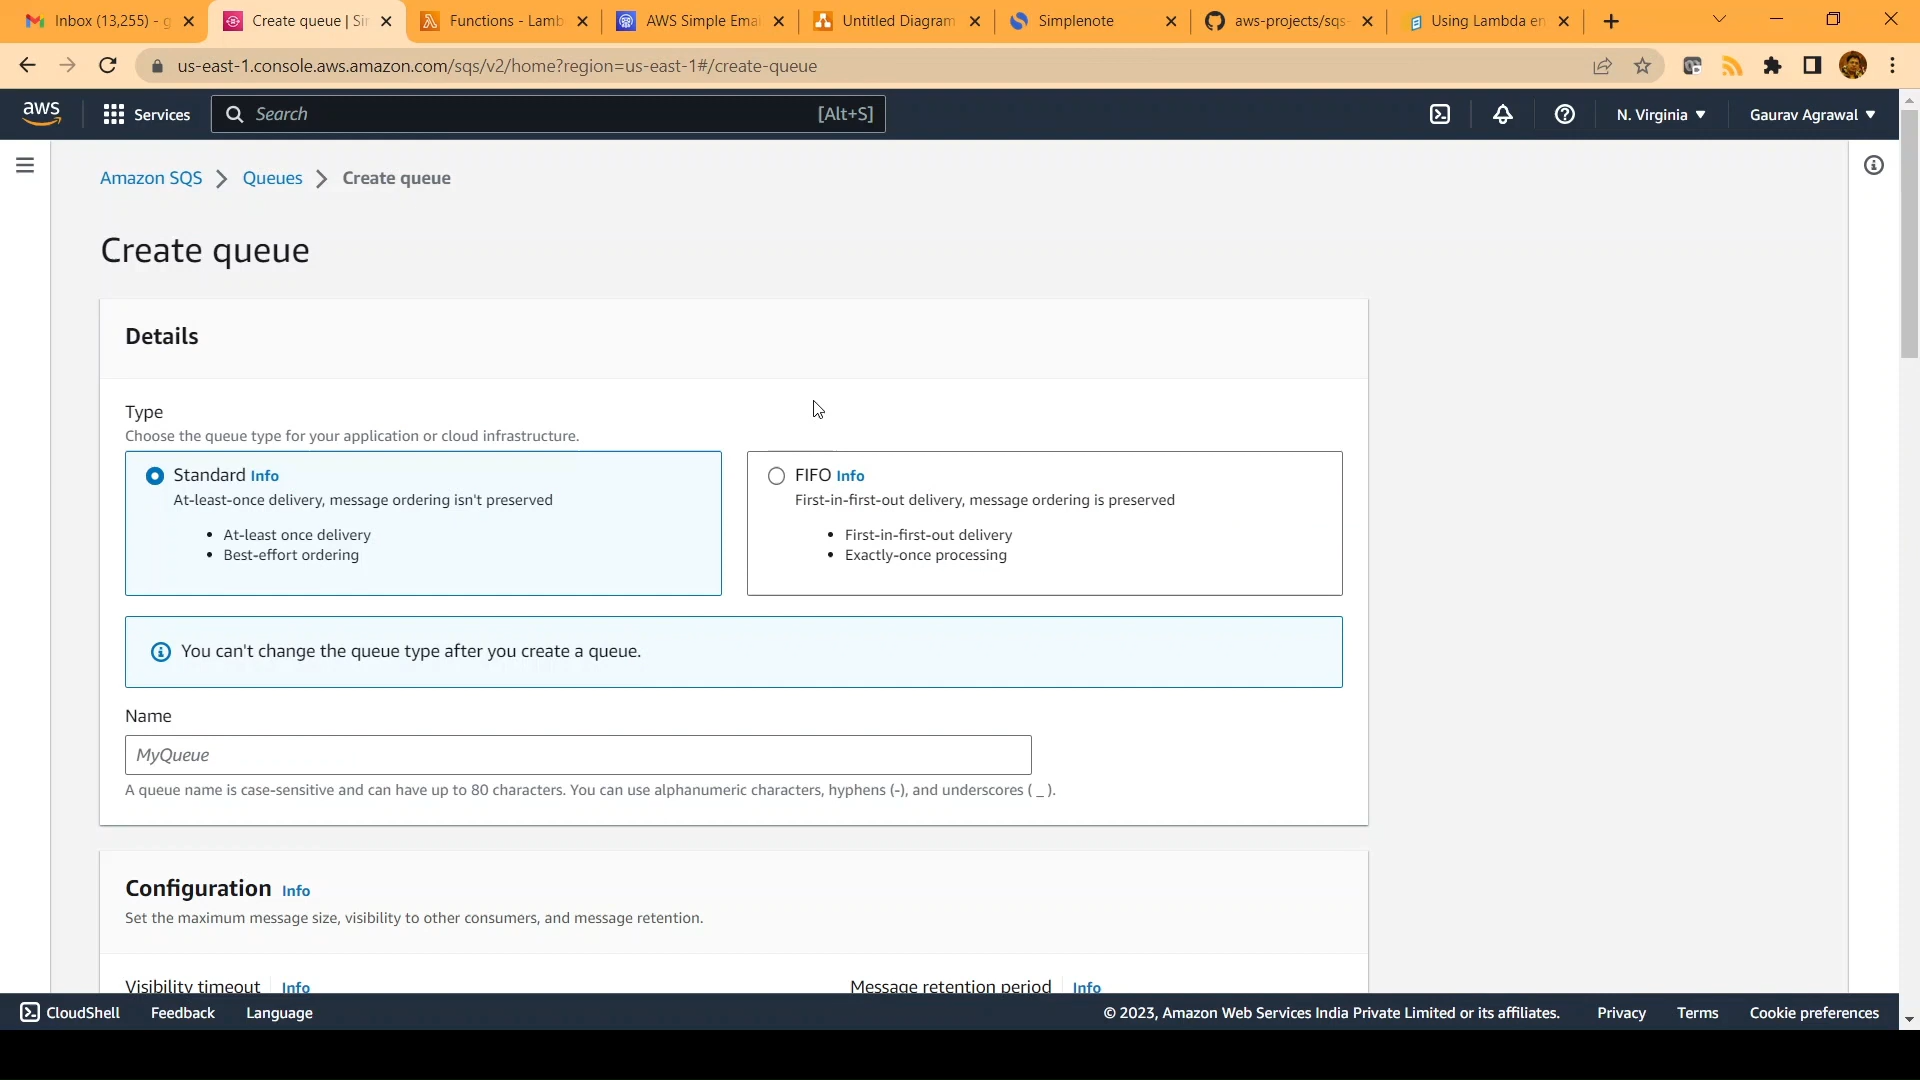 Inbox (13,255) - g
Create queue | Sir
Functions - Lamb
AWS Simple Emai
Untitled Diagram
Simplenote
aws-projects/sqs-
Using Lambda en
us-east-1.console.aws.amazon.com/sqs/v2/home?region=us-east-1#/create-queue
aws
Services
Search
[Alt+S]
N. Virginia
Gaurav Agrawal
Amazon SQS
Queues
Create queue
Create queue
Details
Type
Choose the queue type for your application or cloud infrastructure.
Standard Info
At-least-once delivery, message ordering isn't preserved
• At-least once delivery
• Best-effort ordering
FIFO Info
First-in-first-out delivery, message ordering is preserved
• First-in-first-out delivery
• Exactly-once processing
You can't change the queue type after you create a queue.
Name
MyQueue
A queue name is case-sensitive and can have up to 80 characters. You can use alphanumeric characters, hyphens (-), and underscores ( _ ).
Configuration Info
Set the maximum message size, visibility to other consumers, and message retention.
Visibility timeout Info
Message retention period Info
CloudShell
Feedback
Language
© 2023, Amazon Web Services India Private Limited or its affiliates.
Privacy
Terms
Cookie preferences